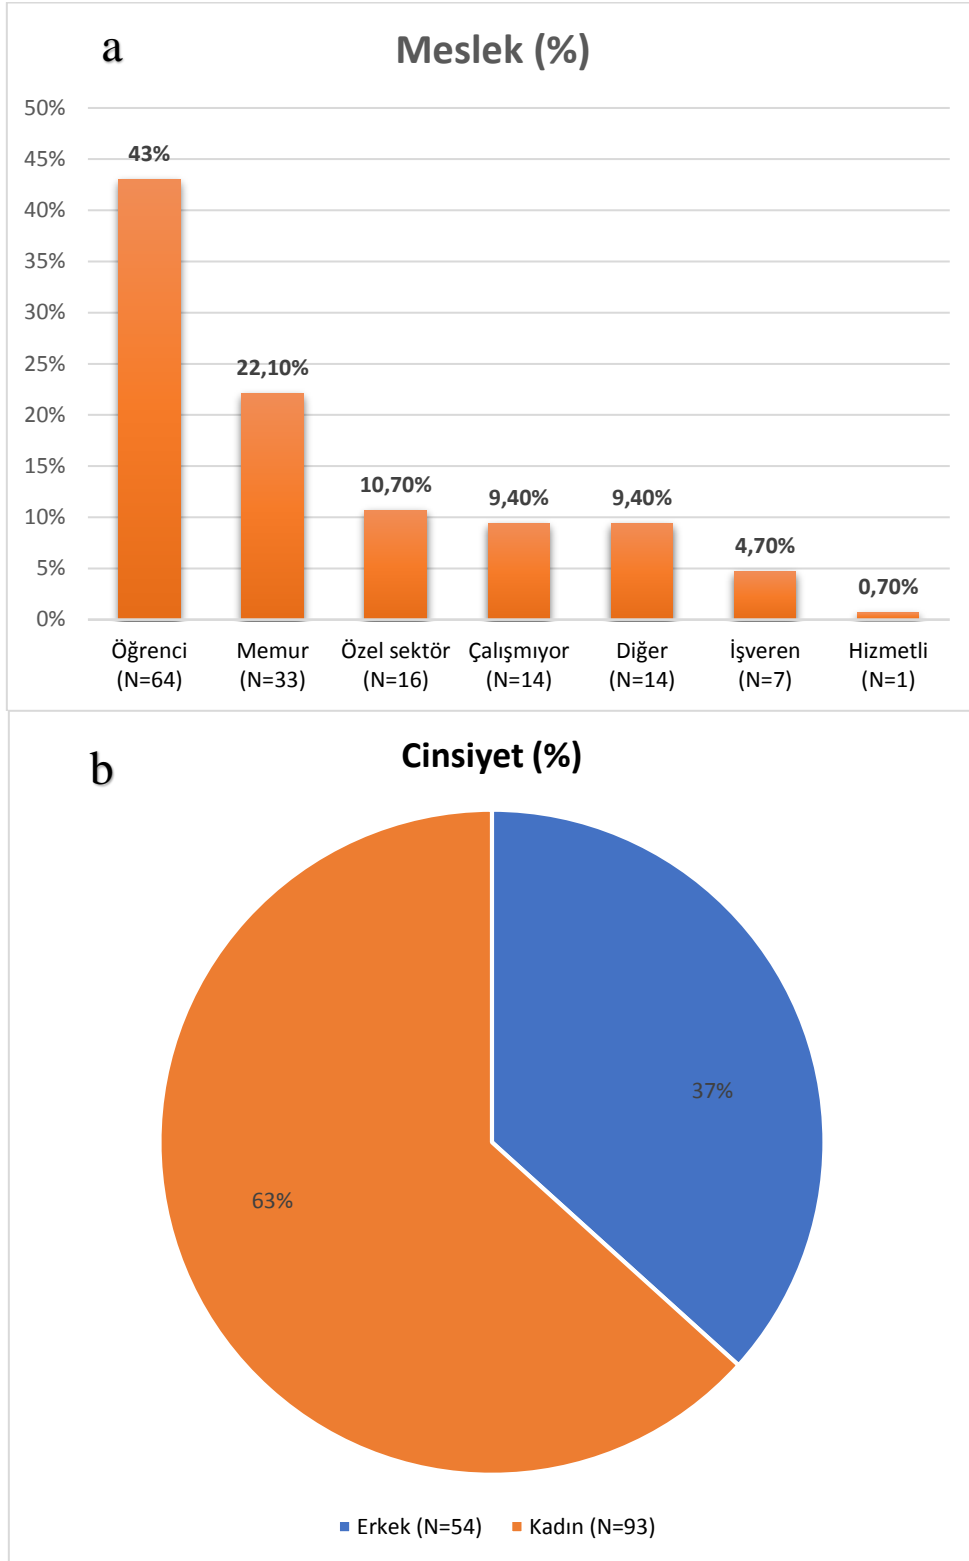 a
Meslek (%)
50%
45%
40%
35%
30%
25%
20%
15%
10%
5%
0%
43%
22,10%
10,70%
9,40%
9,40%
4,70%
0,70%
Öğrenci
(N=64)
Memur
(N=33)
Özel sektör
(N=16)
Çalışmıyor
(N=14)
Diğer
(N=14)
İşveren
(N=7)
Hizmetli
(N=1)
b
Cinsiyet (%)
37%
63%
Erkek (N=54)
Kadın (N=93)